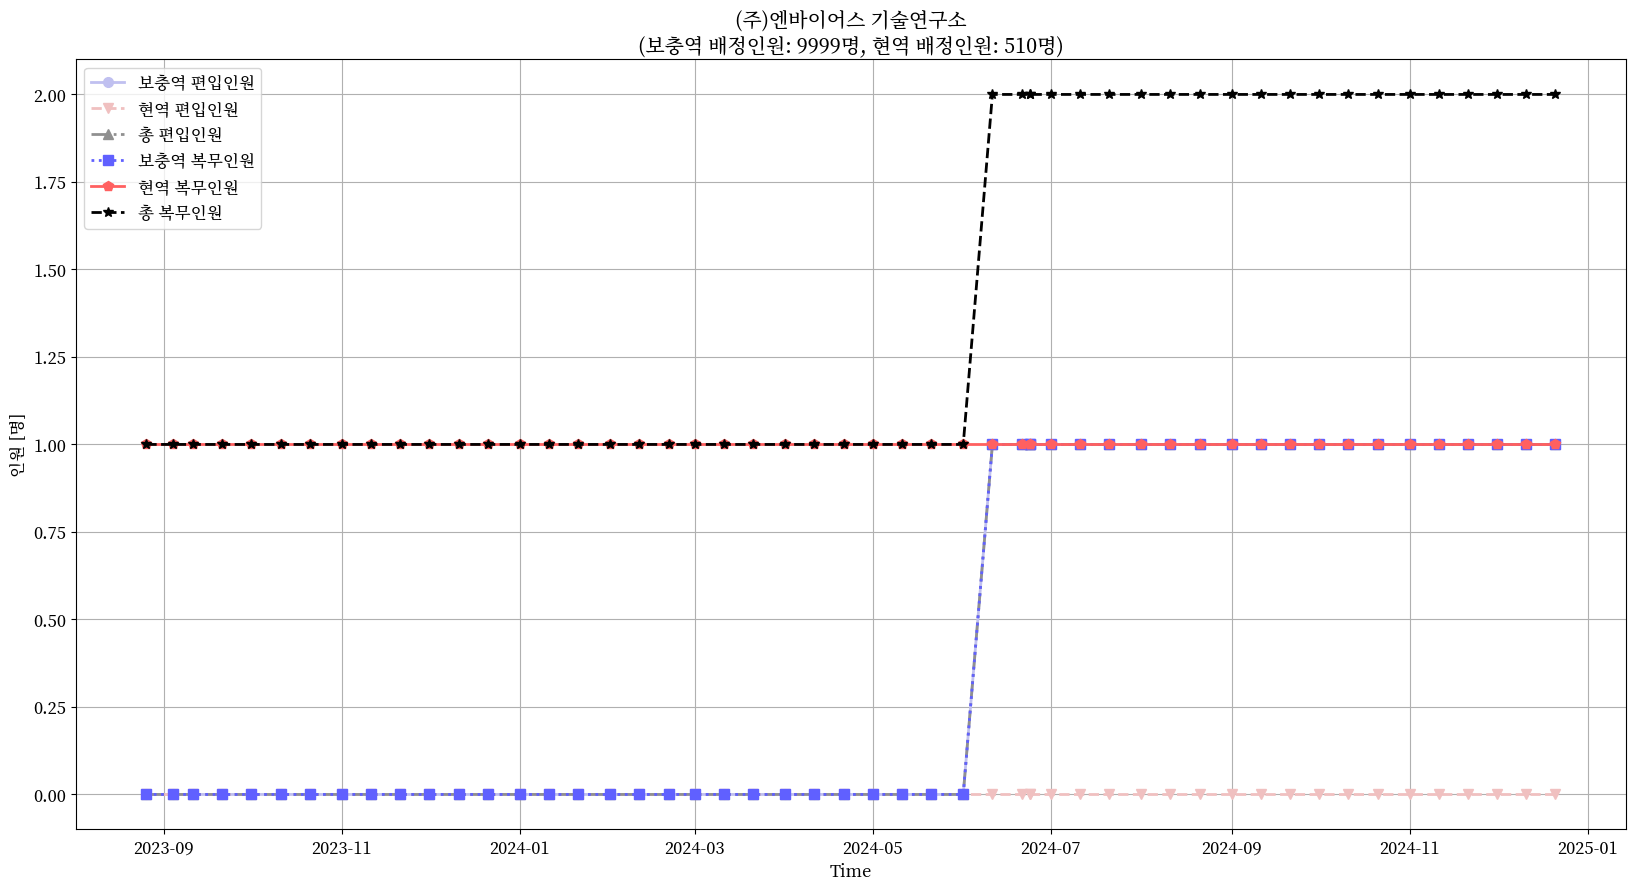 (주)엔바이어스 기술연구소
(보충역 배정인원: 9999명, 현역 배정인원: 510명)
보충역 편입인원
현역 편입인원
총 편입인원
보충역 복무인원
현역 복무인원
총 복무인원
인원 [명]
2.00
1.75
1.50
1.25
1.00
0.75
0.50
0.25
0.00
2023-09
2023-11
2024-01
2024-03
2024-05
2024-07
2024-09
2024-11
2025-01
Time